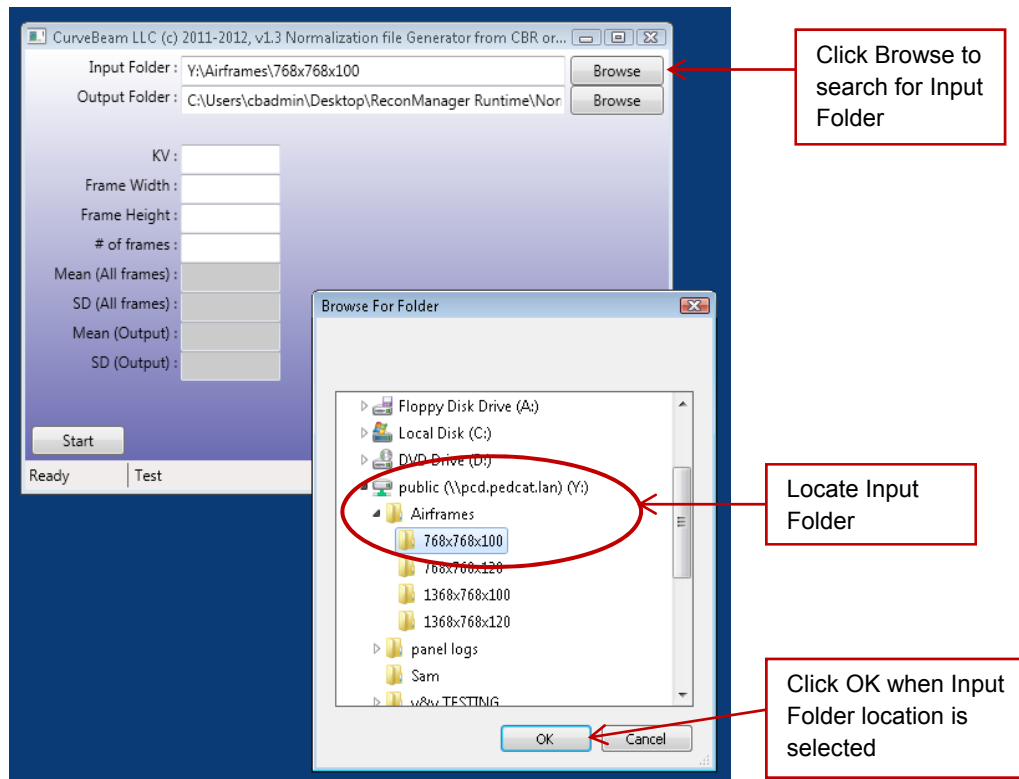 CurveBeam LLC (c) 2011-2012, v1.3 Normalization file Generator from CBR or...
Input Folder : Y:\Airframes\768x768x100 Browse
Output Folder : C:\Users\cbadmin\Desktop\ReconManager Runtime\Nor Browse
KV :
Frame Width :
Frame Height :
# of frames :
Mean (All frames) :
SD (All frames) :
Mean (Output) :
SD (Output) :
Start
Ready Test
Click Browse to
search for Input
Folder
Browse For Folder
Floppy Disk Drive (A:)
Local Disk (C:)
DVD Drive (D:)
public (\\pcd.pedcat.lan) (Y:)
Airframes
768x768x100
768x768x120
1368x768x100
1368x768x120
panel logs
Sam
v&v TESTING
OK Cancel
Locate Input
Folder
Click OK when Input
Folder location is
selected